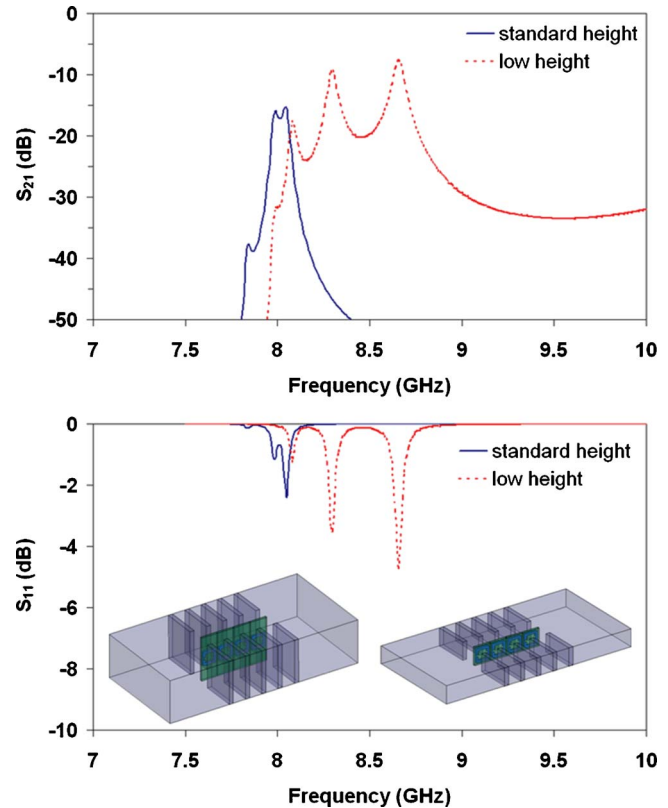 0
-10
-20
-30
-40
-50
S21 (dB)
standard height
low height
7 7.5 8 8.5 9 9.5 10
Frequency (GHz)
0
-2
-4
-6
-8
-10
S11 (dB)
standard height
low height
7 7.5 8 8.5 9 9.5 10
Frequency (GHz)